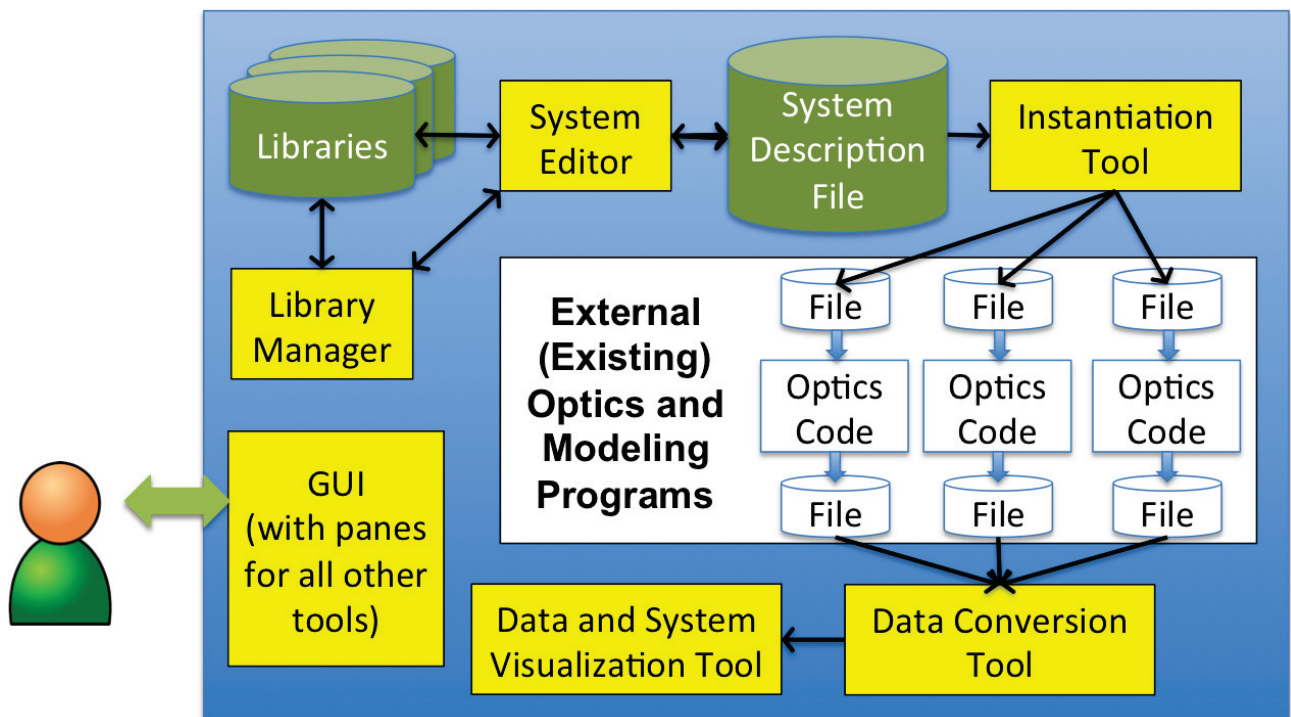 Libraries
System
Editor
System
Description
File
Instantiation
Tool
Library
Manager
External
(Existing)
Optics and
Modeling
Programs
File
File
File
Optics
Code
Optics
Code
Optics
Code
File
File
File
GUI
(with panes
for all other
tools)
Data and System
Visualization Tool
Data Conversion
Tool